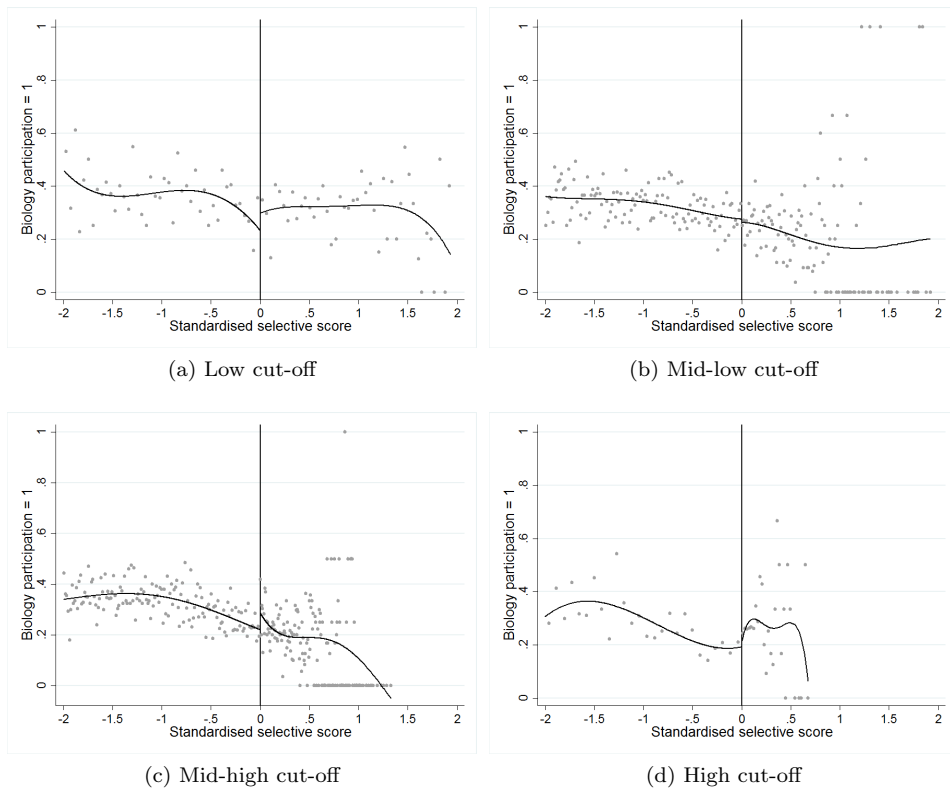 Biology participation = 1
0 .2 .4 .6 .8 1
-2 -1.5 -1 -.5 0 .5 1 1.5 2
Standardised selective score
(a) Low cut-off
Biology participation = 1
0 .2 .4 .6 .8 1
-2 -1.5 -1 -.5 0 .5 1 1.5 2
Standardised selective score
(b) Mid-low cut-off
Biology participation = 1
0 .2 .4 .6 .8 1
-2 -1.5 -1 -.5 0 .5 1 1.5 2
Standardised selective score
(c) Mid-high cut-off
Biology participation = 1
0 .2 .4 .6 .8 1
-2 -1.5 -1 -.5 0 .5 1 1.5 2
Standardised selective score
(d) High cut-off